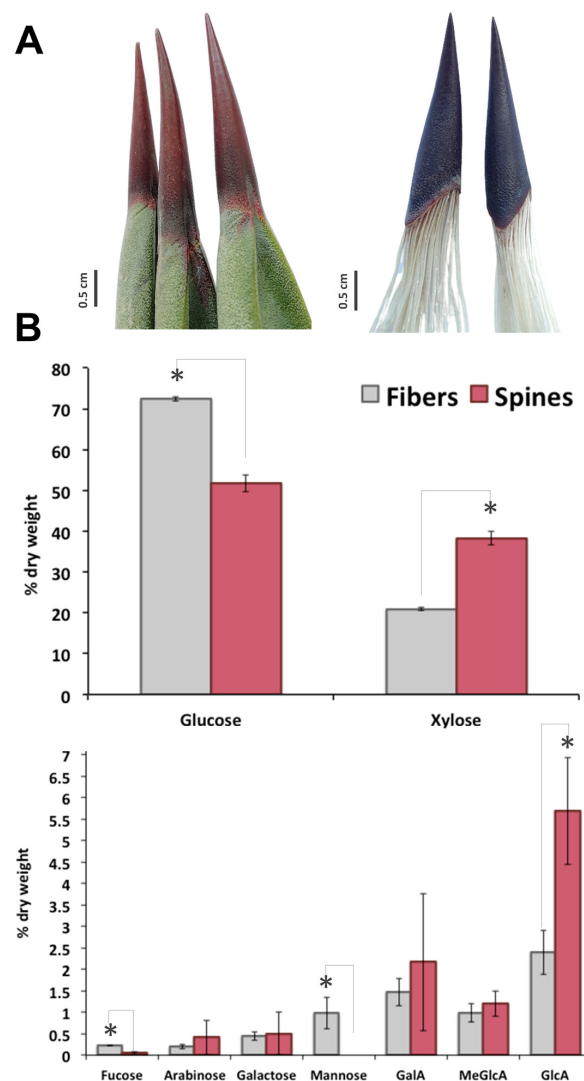 A
0.5 cm
0.5 cm
B
80
70
60
50
40
30
20
10
0
% dry weight
* *
Fibers Spines
Glucose Xylose
7
6.5
6
5.5
5
4.5
4
3.5
3
2.5
2
1.5
1
0.5
0
% dry weight
* * *
Fucose Arabinose Galactose Mannose GalA MeGlcA GlcA